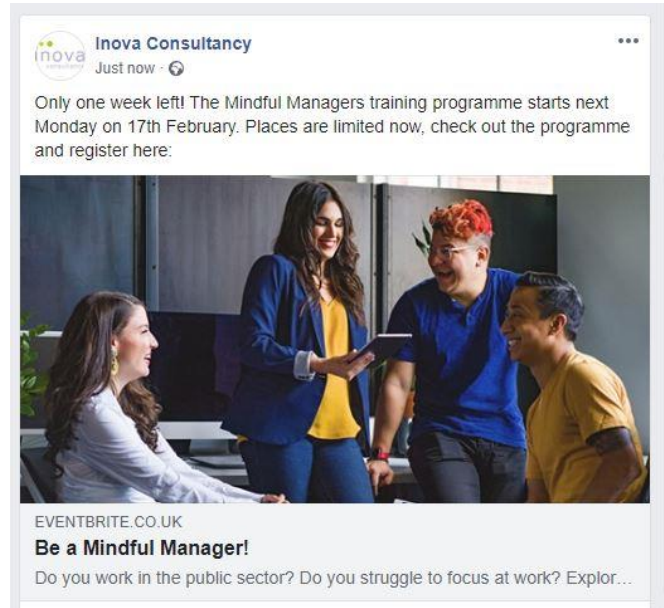 inova
consultancy
Inova Consultancy
Just now ·
Only one week left! The Mindful Managers training programme starts next
Monday on 17th February. Places are limited now, check out the programme
and register here:
EVENTBRITE.CO.UK
Be a Mindful Manager!
Do you work in the public sector? Do you struggle to focus at work? Explor...